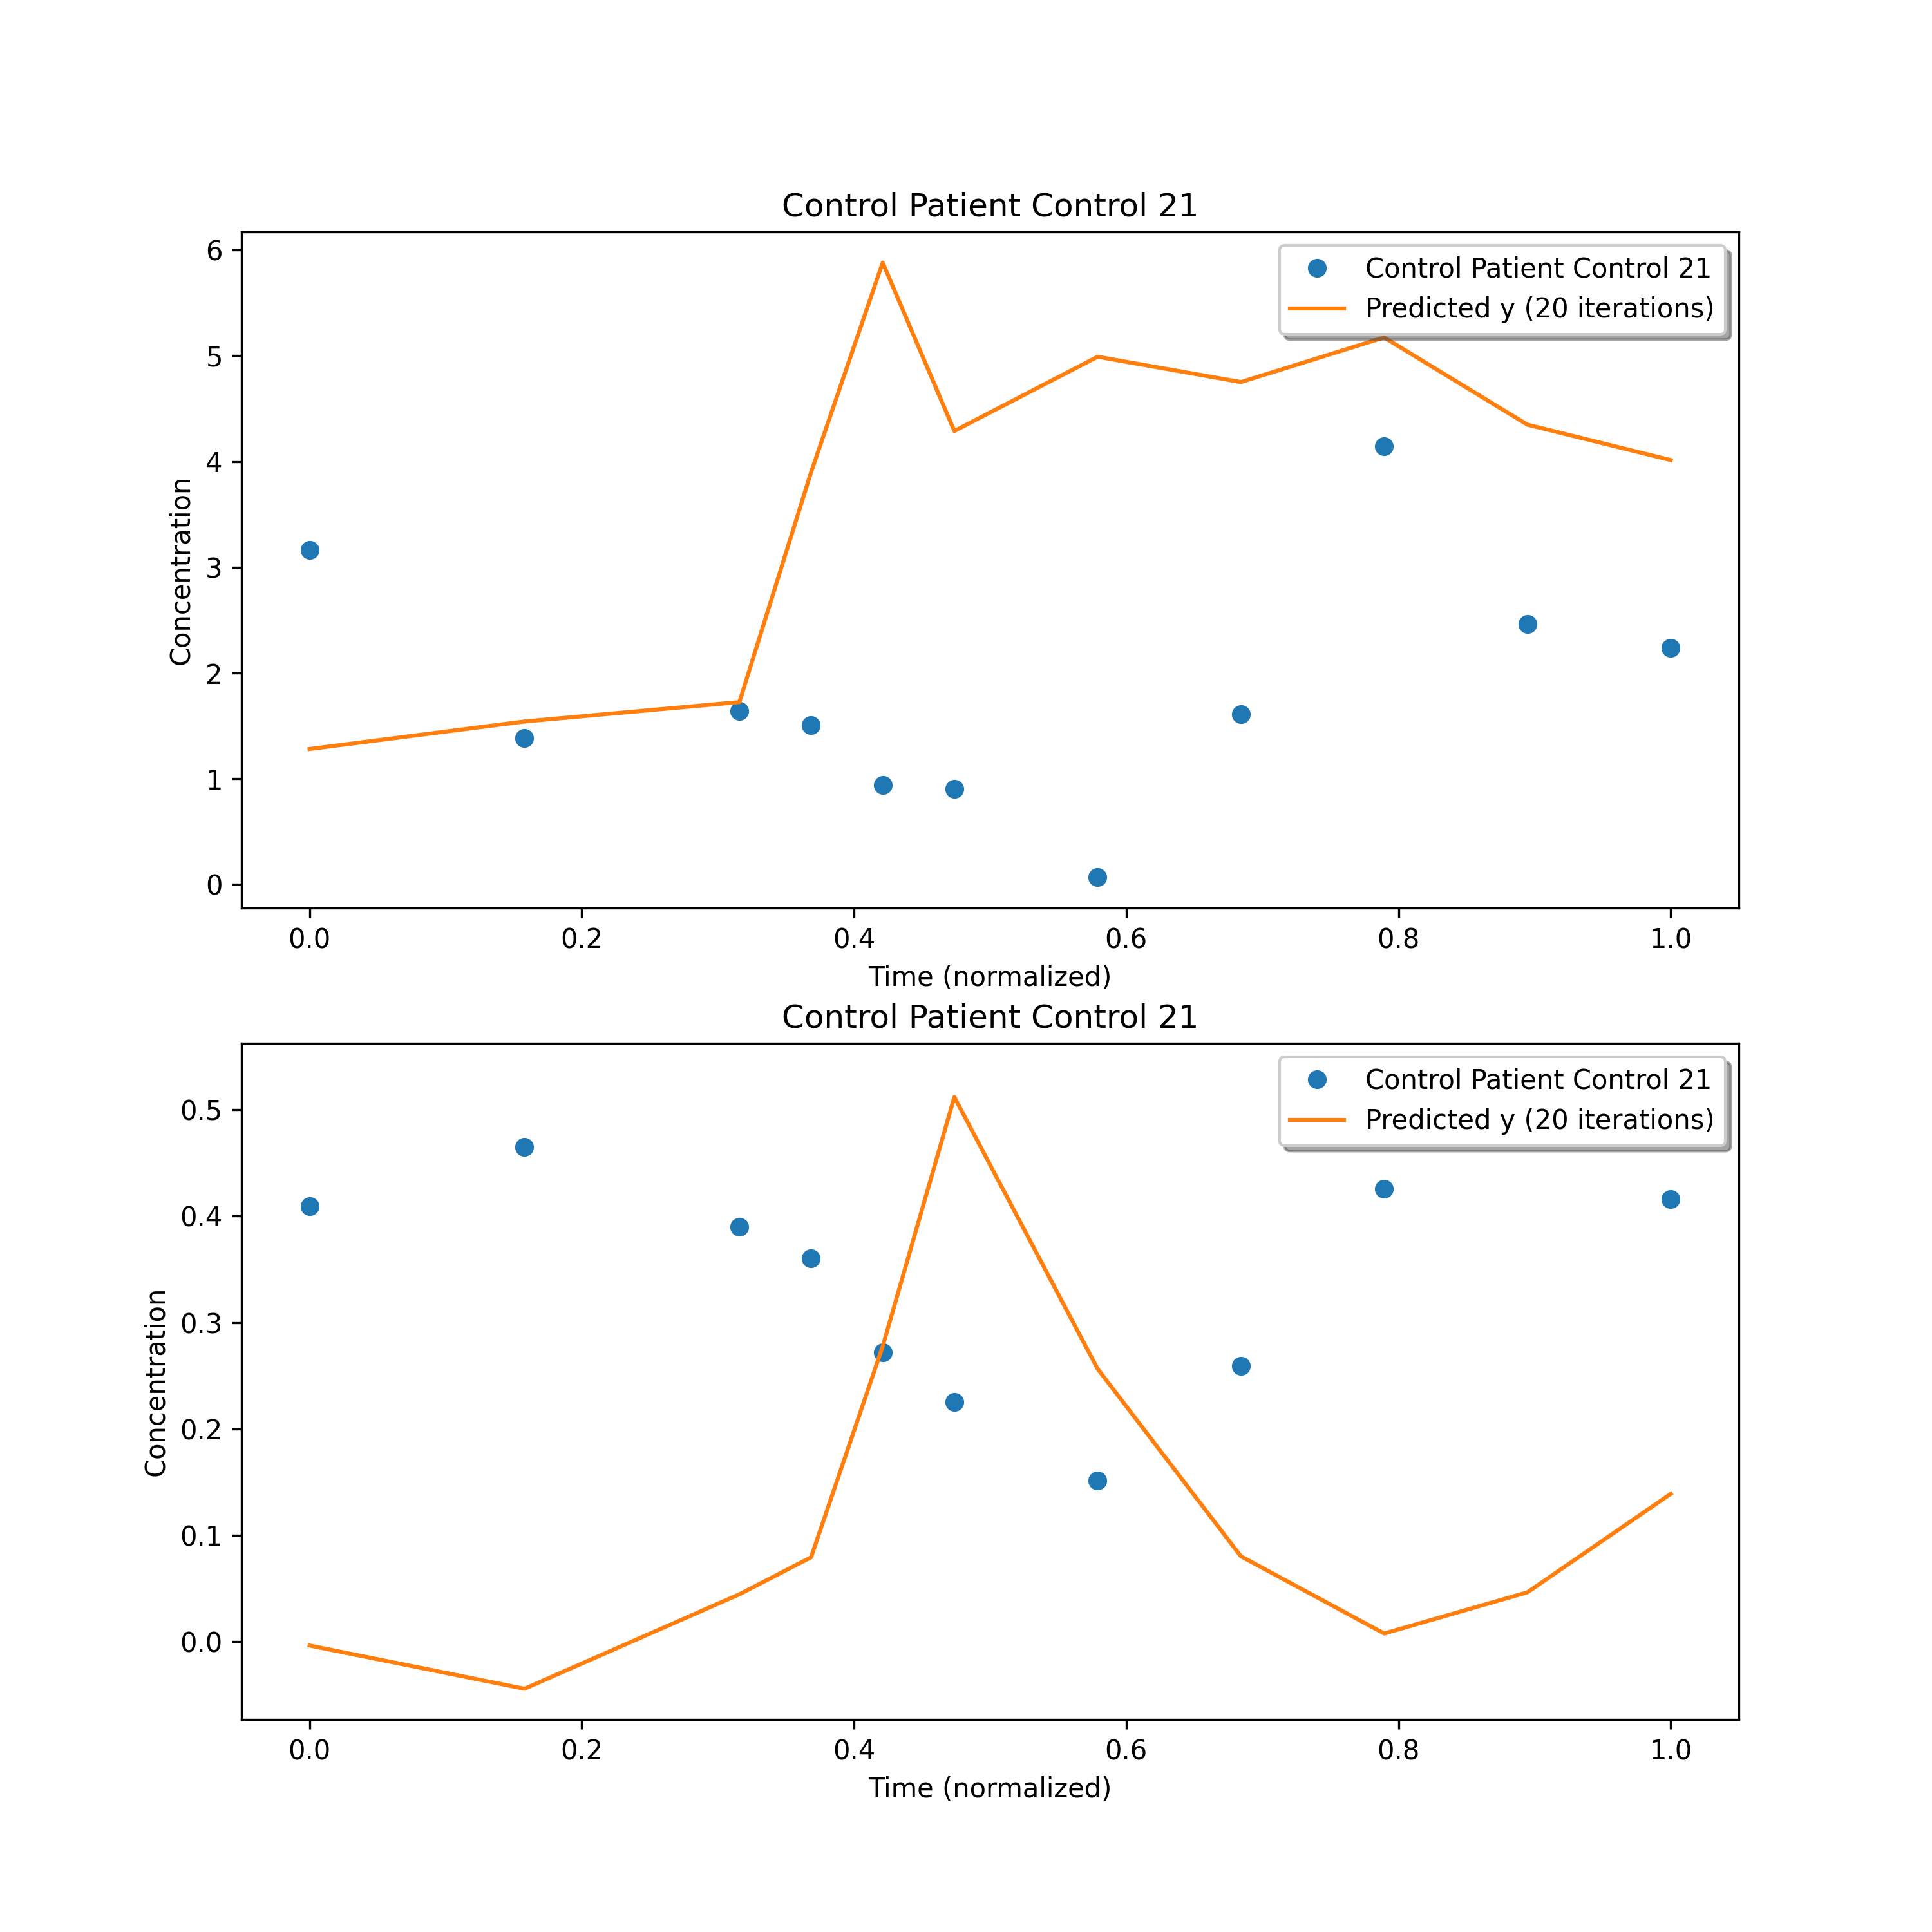 Control Patient Control 21
Control Patient Control 21
Predicted y (20 iterations)
6
5
4
3
2
1
0
Concentration
0.0 0.2 0.4 0.6 0.8 1.0
Time (normalized)
Control Patient Control 21
Control Patient Control 21
Predicted y (20 iterations)
0.5
0.4
0.3
0.2
0.1
0.0
Concentration
0.0 0.2 0.4 0.6 0.8 1.0
Time (normalized)